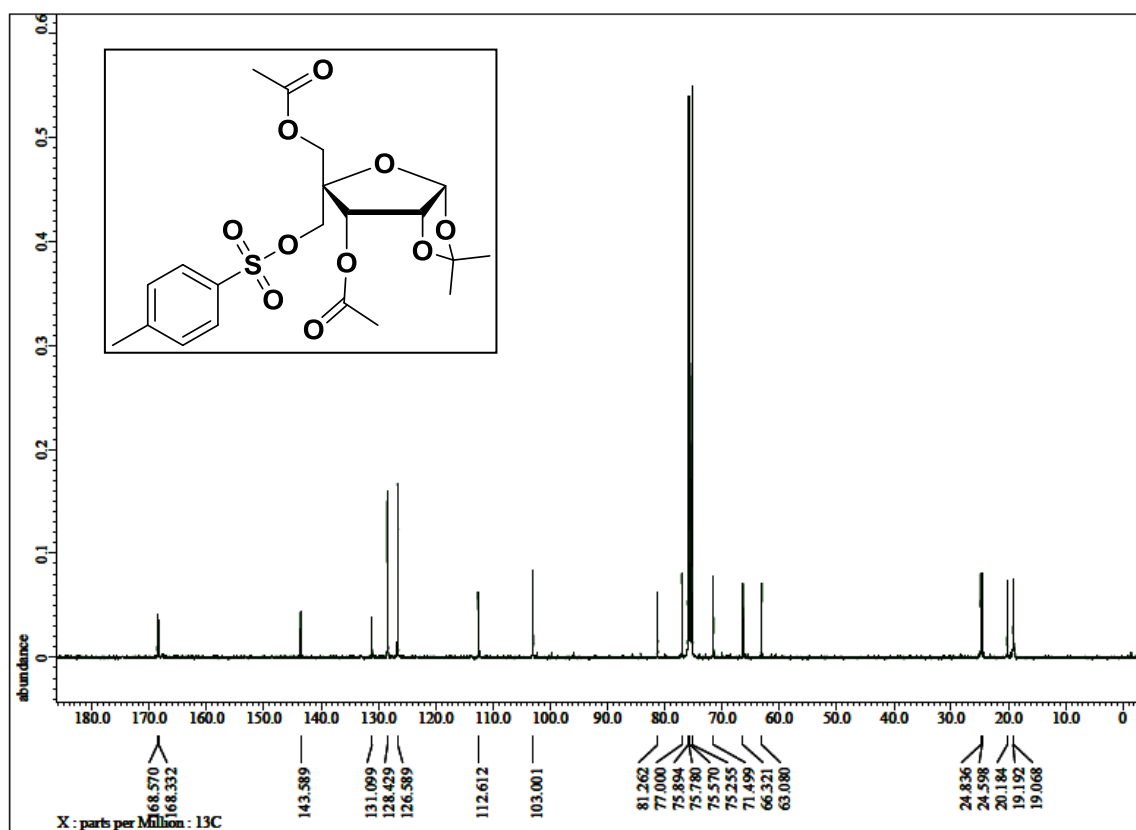 0.6
O
O
O
O
O
O
O
S
O
O
O
O
0.5
0.4
0.3
0.2
0.1
0
abundance
180.0 170.0 160.0 150.0 140.0 130.0 120.0 110.0 100.0 90.0 80.0 70.0 60.0 50.0 40.0 30.0 20.0 10.0 0
168.570
168.332
143.589
131.099
128.429
126.589
112.612
103.001
81.262
77.000
75.894
75.780
75.570
75.255
71.499
66.321
63.080
24.836
24.598
20.184
19.192
19.068
X : parts per Million : 13C